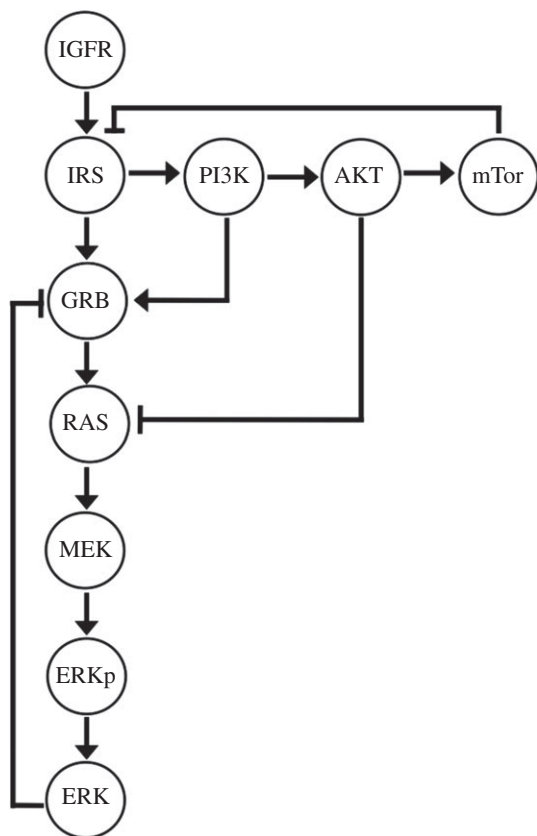 IGFR
IRS
PI3K
AKT
mTor
GRB
RAS
MEK
ERKp
ERK